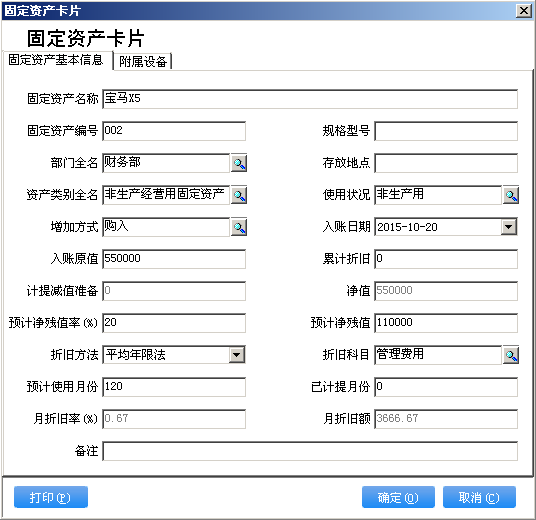 固定资产卡片
固定资产卡片
固定资产基本信息 附属设备
固定资产名称 宝马X5
固定资产编号 002 规格型号
部门全名 财务部 存放地点
资产类别全名 非生产经营用固定资产 使用状况 非生产用
增加方式 购入 入账日期 2015-10-20
入账原值 550000 累计折旧 0
计提减值准备 0 净值 550000
预计净残值率(%) 20 预计净残值 110000
折旧方法 平均年限法 折旧科目 管理费用
预计使用月份 120 已计提月份 0
月折旧率(%) 0.67 月折旧额 3666.67
备注
打印(P) 确定(O) 取消(C)